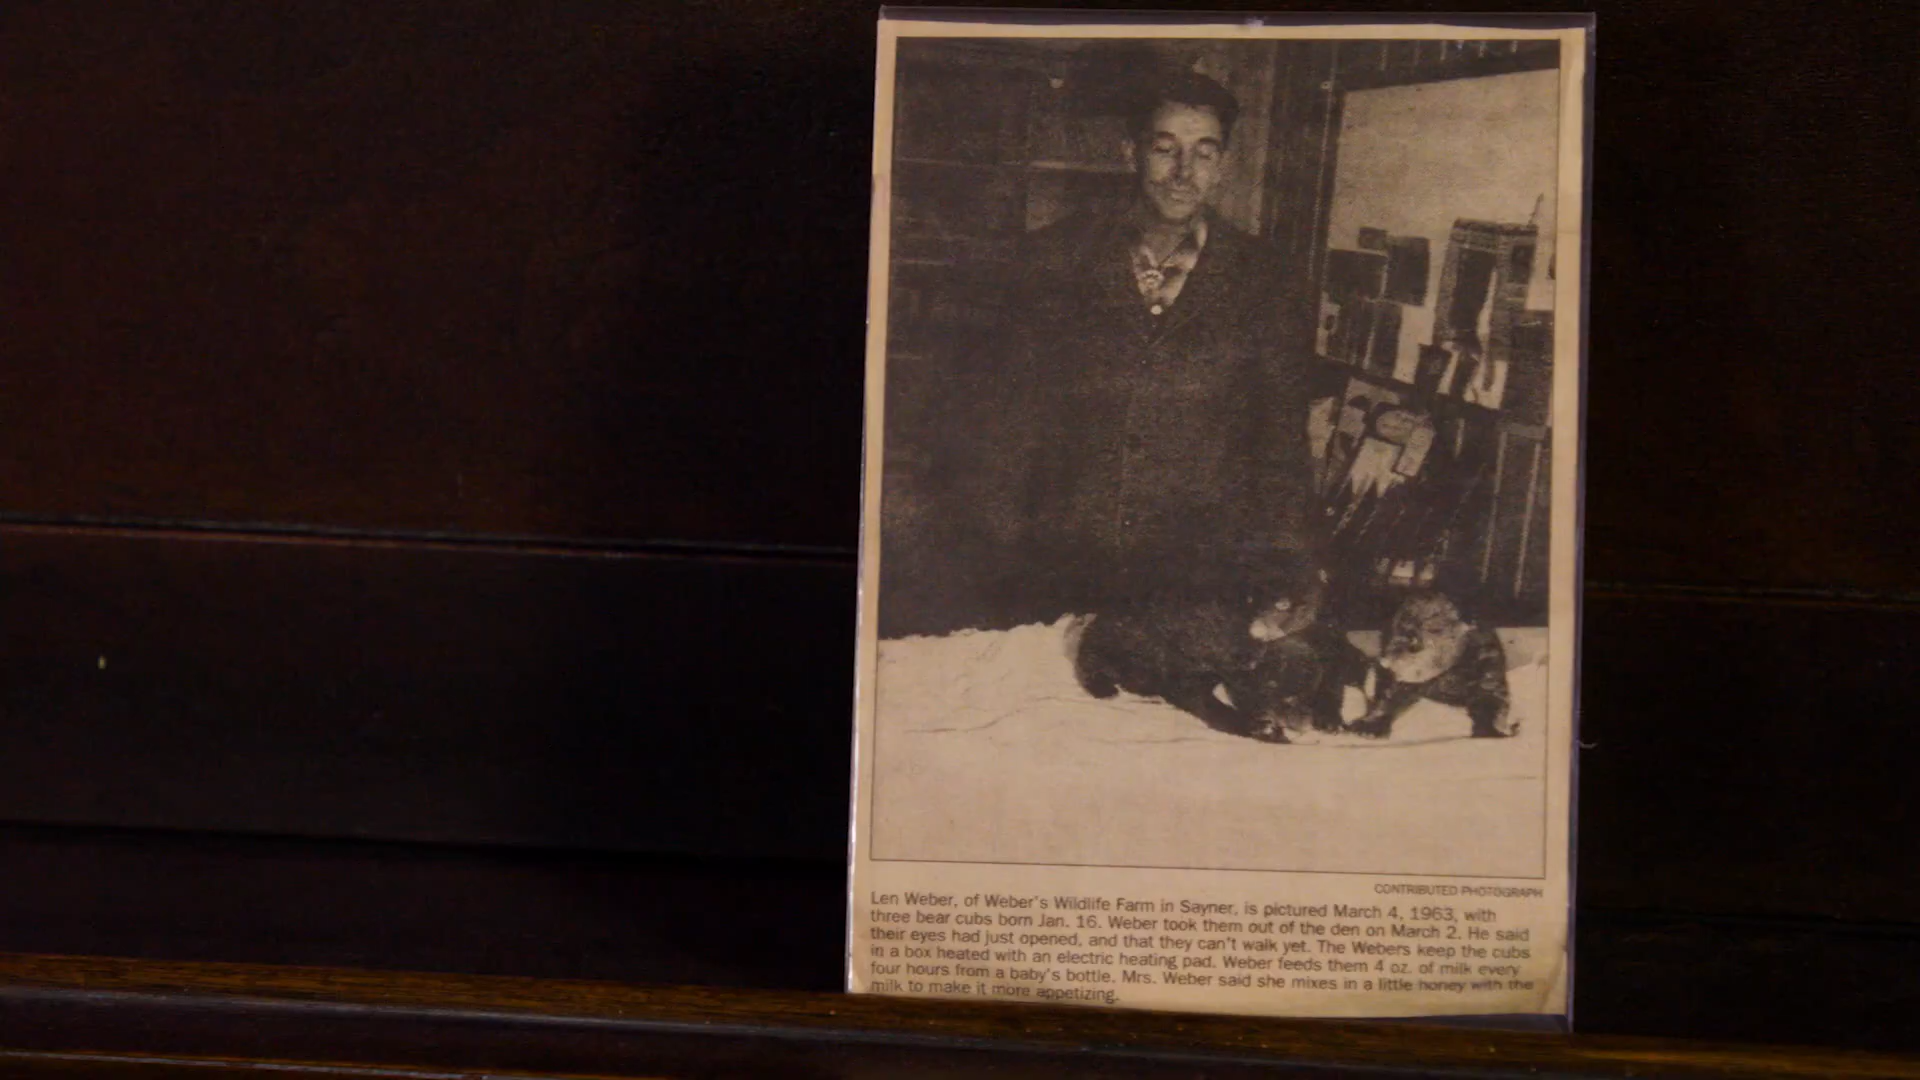 CONTRIBUTED PHOTOGRAPH
Len Weber, of Weber's Wildlife Farm in Sayner, is pictured March 4, 1963, with
three bear cubs born Jan. 16. Weber took them out of the den on March 2. He said
their eyes had just opened, and that they can't walk yet. The Webers keep the cubs
in a box heated with an electric heating pad. Weber feeds them 4 oz. of milk every
four hours from a baby's bottle. Mrs. Weber said she mixes in a little honey with the
milk to make it more appetizing.